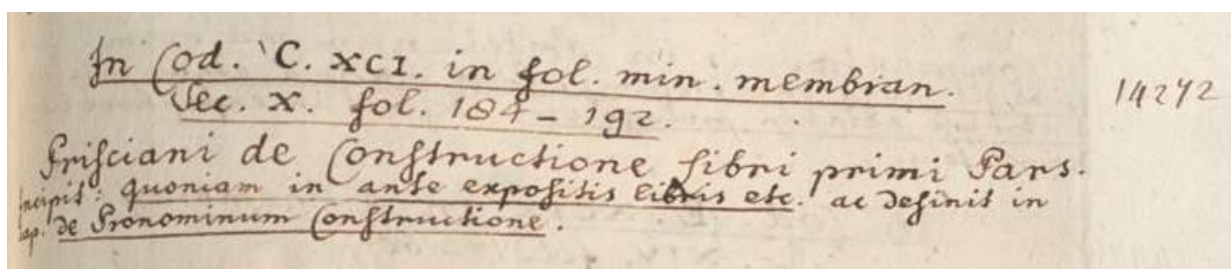 In Cod. C. XCI. in fol. min. membran.
Sec. X. fol. 184 - 192.
14272
Prisciani de Constructione libri primi Pars.
Incipit: quoniam in ante expositis libris etc. ac desinit in
cap. de Pronominum Constructione.